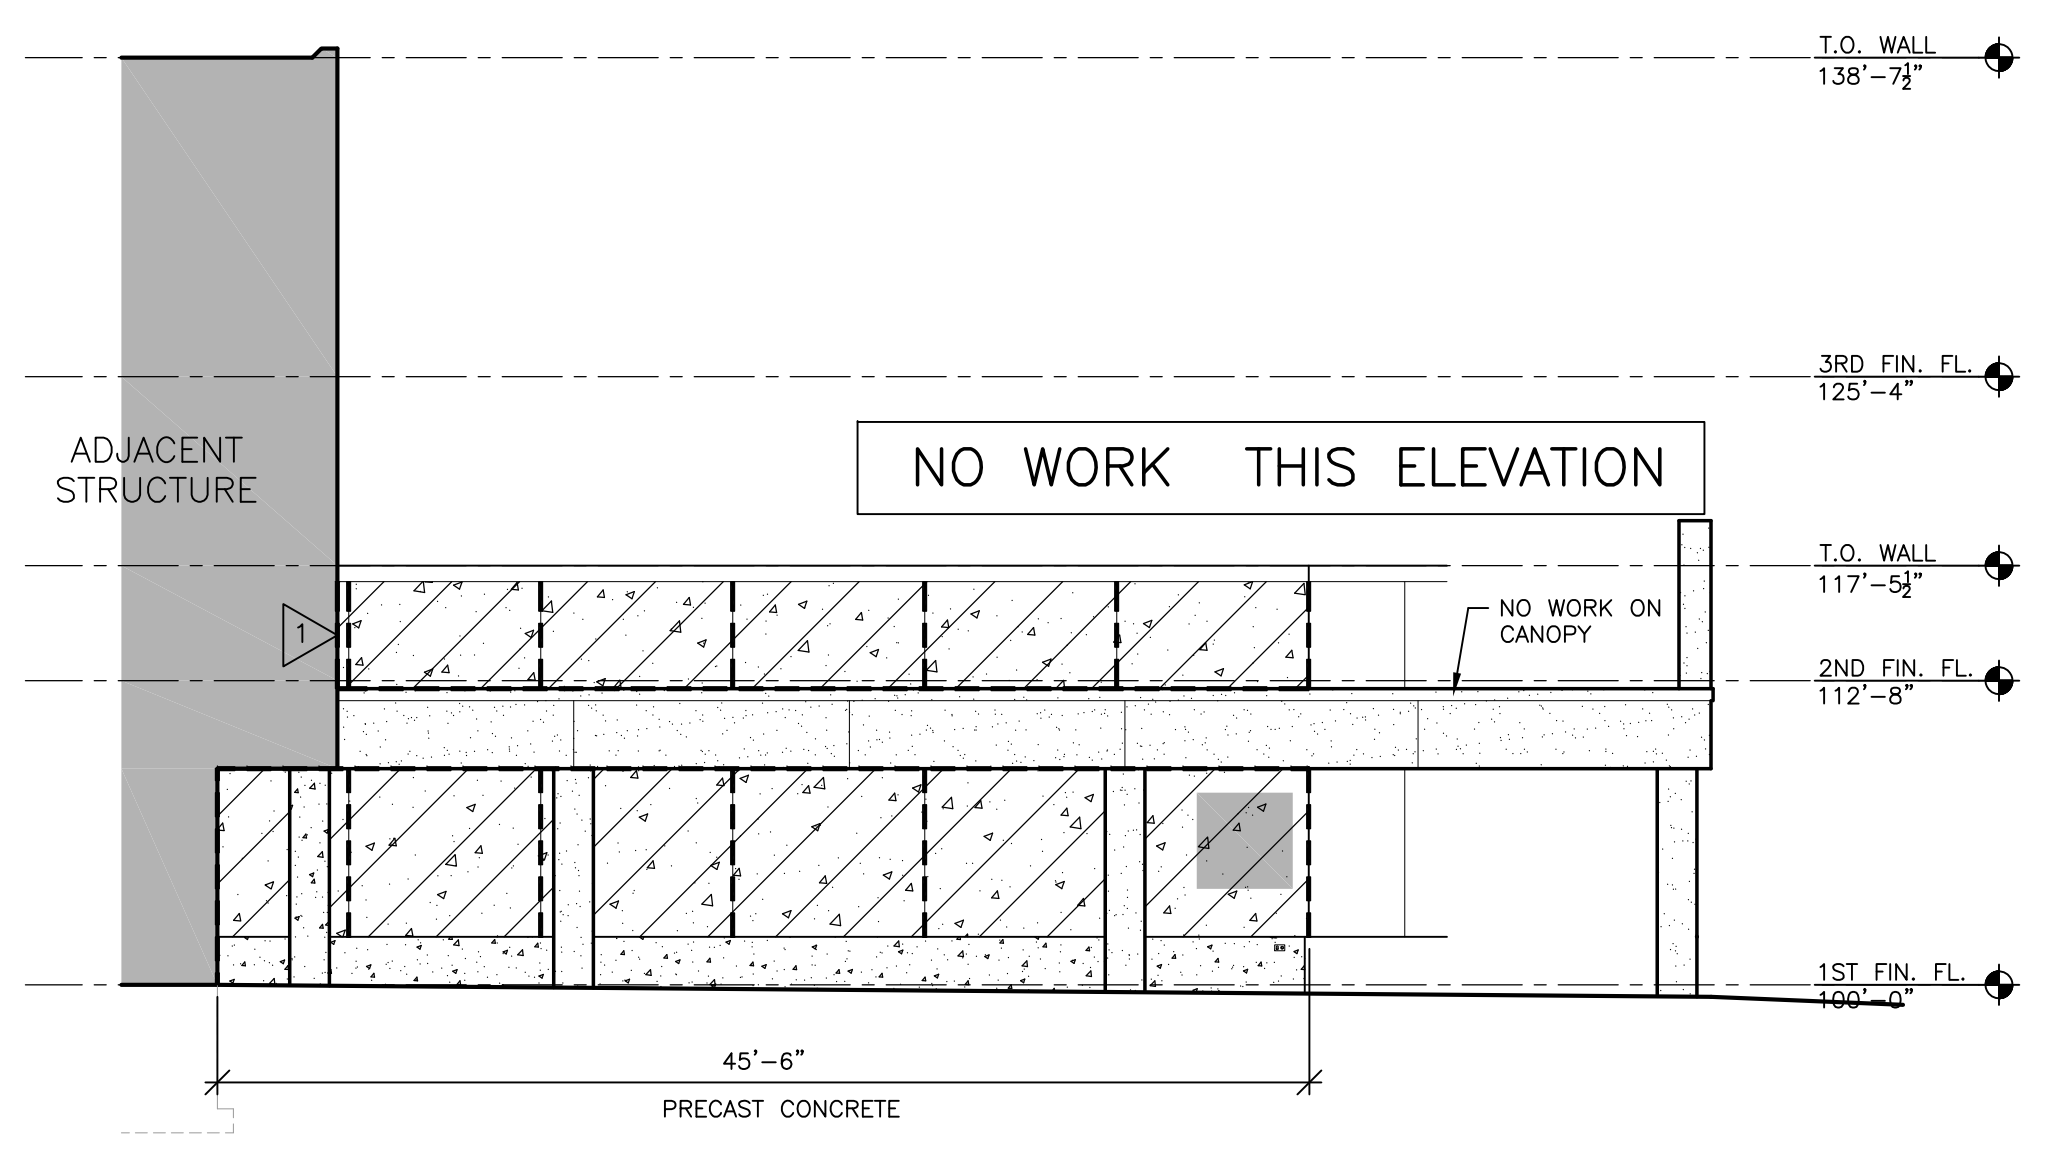 T.O. WALL
138'-7½"
3RD FIN. FL.
125'-4"
ADJACENT
STRUCTURE
NO WORK THIS ELEVATION
T.O. WALL
117'-5½"
1
NO WORK ON
CANOPY
2ND FIN. FL.
112'-8"
1ST FIN. FL.
100'-0"
45'-6"
PRECAST CONCRETE